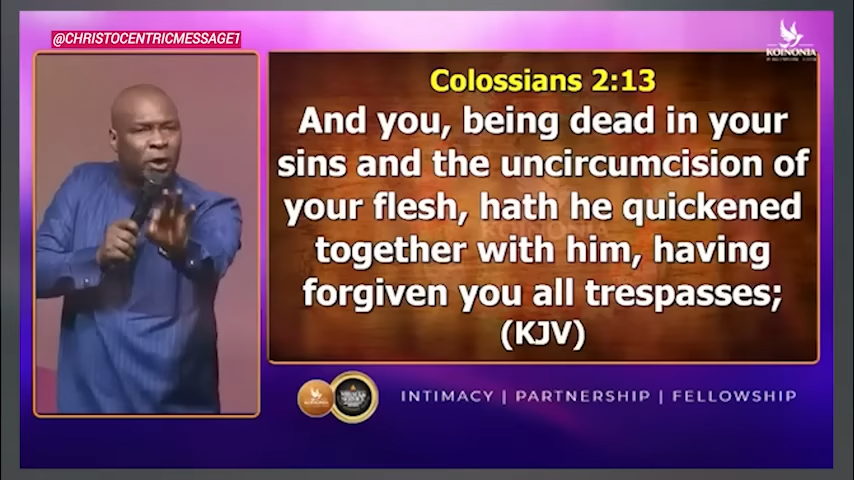 @CHRISTOCENTRICMESSAGE1
KOINONIA
Colossians 2:13
And you, being dead in your
sins and the uncircumcision of
your flesh, hath he quickened
together with him, having
forgiven you all trespasses;
(KJV)
INTIMACY | PARTNERSHIP | FELLOWSHIP